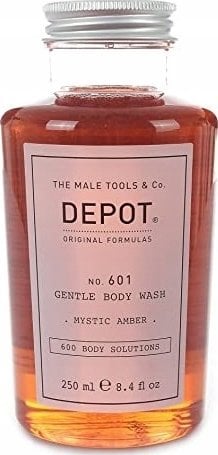 THE MALE TOOLS & Co.
DEPOT®
ORIGINAL FORMULAS
NO. 601
GENTLE BODY WASH
. MYSTIC AMBER .
600 BODY SOLUTIONS
250 ml ℮ 8.4 fl oz